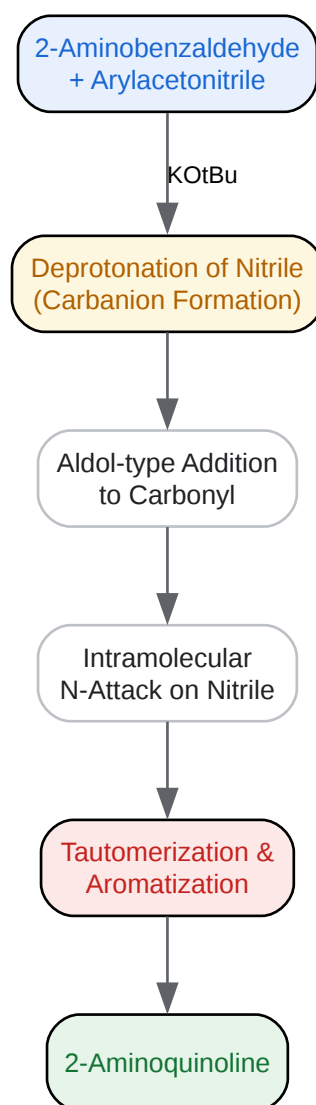 2-Aminobenzaldehyde
+ Arylacetonitrile
KOtBu
Deprotonation of Nitrile
(Carbanion Formation)
Aldol-type Addition
to Carbonyl
Intramolecular
N-Attack on Nitrile
Tautomerization &
Aromatization
2-Aminoquinoline